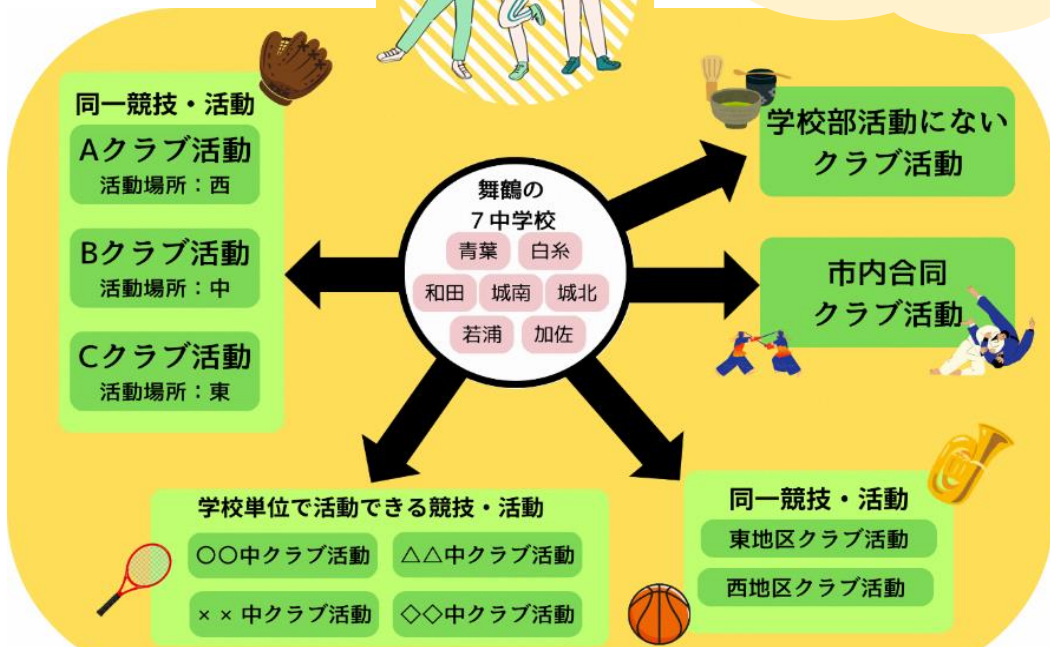 同一競技・活動
Aクラブ活動
活動場所：西
Bクラブ活動
活動場所：中
Cクラブ活動
活動場所：東
舞鶴の
７中学校
青葉 白糸
和田 城南 城北
若浦 加佐
学校部活動にない
クラブ活動
市内合同
クラブ活動
学校単位で活動できる競技・活動
〇〇中クラブ活動 △△中クラブ活動
××中クラブ活動 ◇◇中クラブ活動
同一競技・活動
東地区クラブ活動
西地区クラブ活動